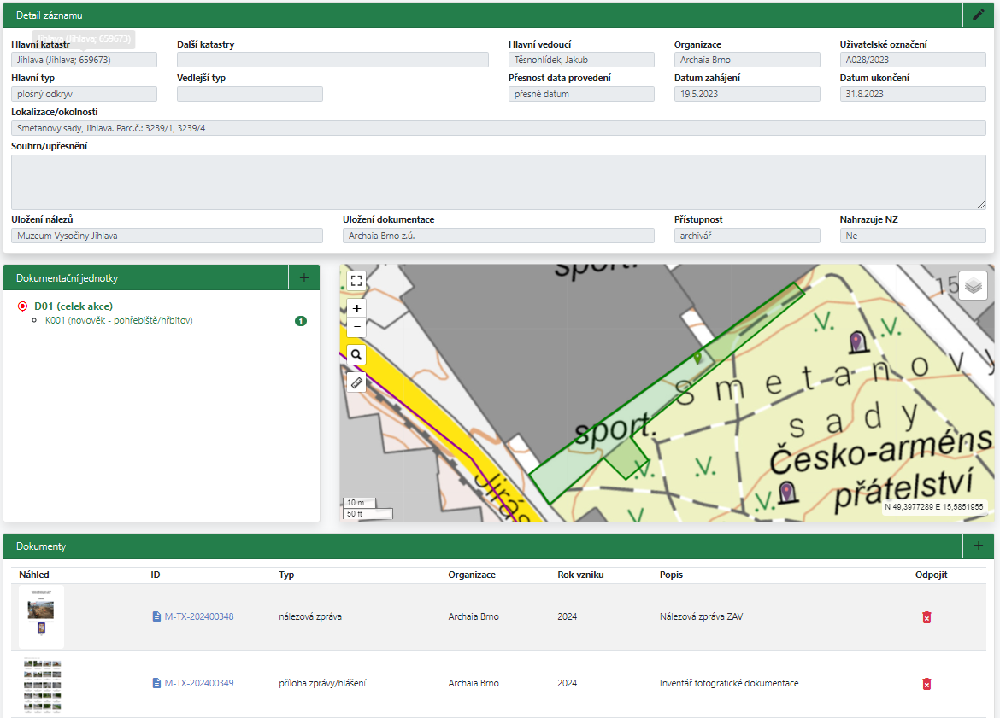 Detail záznamu
Jihlava (Jihlava; 659673)
Hlavní katastr
Další katastry
Hlavní vedoucí
Organizace
Uživatelské označení
Jihlava (Jihlava; 659673)
Těsnohlídek, Jakub
Archaia Brno
A028/2023
Hlavní typ
Vedlejší typ
Přesnost data provedení
Datum zahájení
Datum ukončení
plošný odkryv
přesné datum
19.5.2023
31.8.2023
Lokalizace/okolnosti
Smetanovy sady, Jihlava. Parc.č.: 3239/1, 3239/4
Souhrn/upřesnění
Uložení nálezů
Uložení dokumentace
Přístupnost
Nahrazuje NZ
Muzeum Vysočiny Jihlava
Archaia Brno z.ú.
archivář
Ne
Dokumentační jednotky
+
D01 (celek akce)
K001 (novověk - pohřebiště/hřbitov)
1
sport.
15
+
−
Smetanovy
sady
sport.
Česko-arméns
přátelství
Jirás
10 m
50 ft
N 49,3977289 E 15,5851955
Dokumenty
+
Náhled
ID
Typ
Organizace
Rok vzniku
Popis
Odpojit
M-TX-202400348
nálezová zpráva
Archaia Brno
2024
Nálezová zpráva ZAV
M-TX-202400349
příloha zprávy/hlášení
Archaia Brno
2024
Inventář fotografické dokumentace